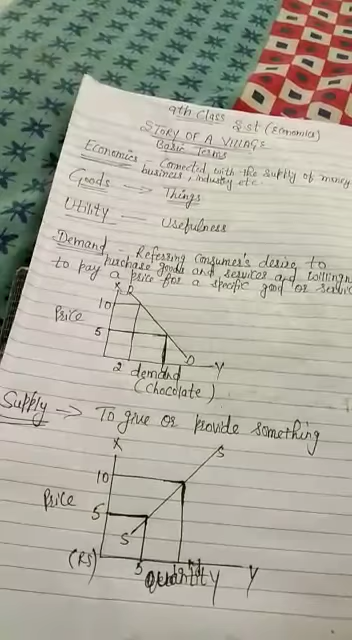 9th Class S.st (Economics)
STORY OF A VILLAGE
Basic Terms
Economics Connected with the supply of money
business, industry etc
Goods → Things
Utility — Usefulness
Demand - Referring consumer's desire to
purchase goods and services and willingn
to pay a price for a specific good or service
X D
10
Price
5
D Y
2 demand
(chocolate)
Supply → To give or provide something
X S
10
Price
5
S
(RS)
5 10
Quantity Y